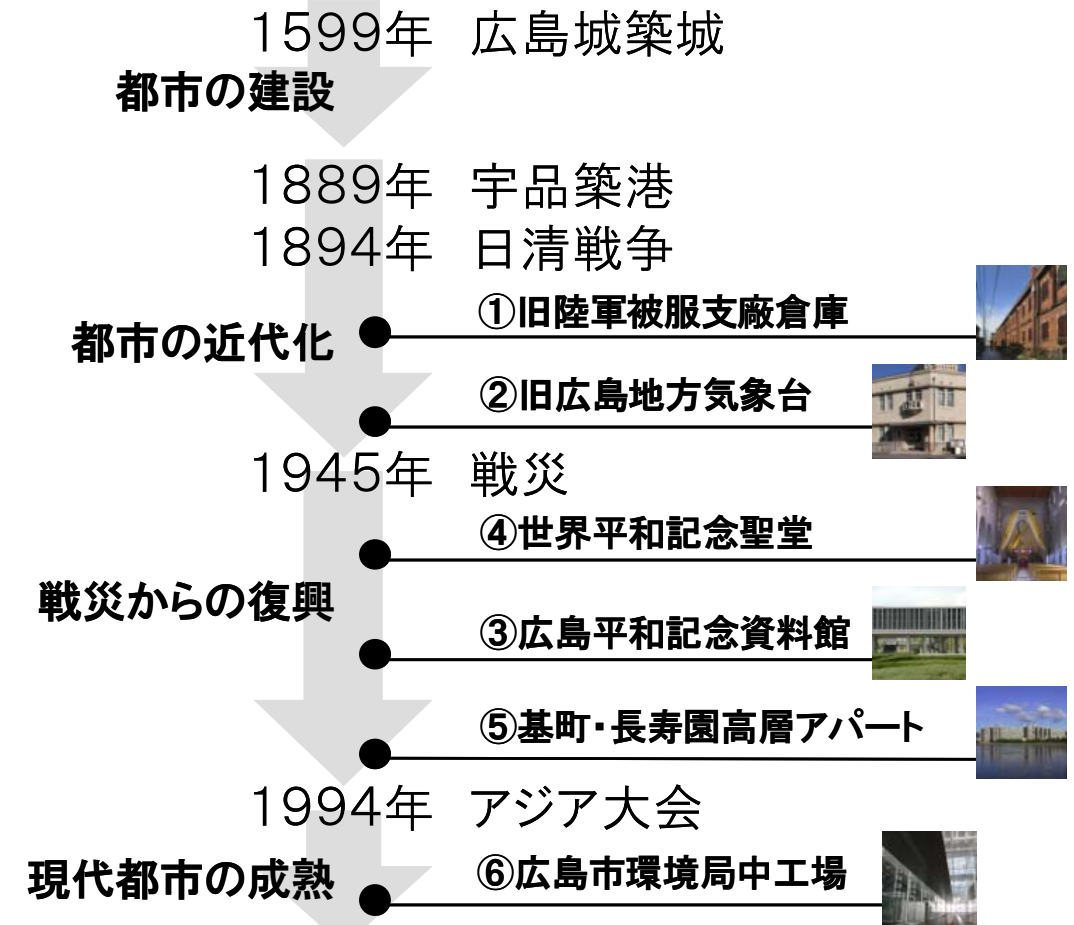 1599年 広島城築城
都市の建設
1889年 宇品築港
1894年 日清戦争
①旧陸軍被服支廠倉庫
都市の近代化
②旧広島地方気象台
1945年 戦災
④世界平和記念聖堂
戦災からの復興
③広島平和記念資料館
⑤基町・長寿園高層アパート
1994年 アジア大会
現代都市の成熟
⑥広島市環境局中工場